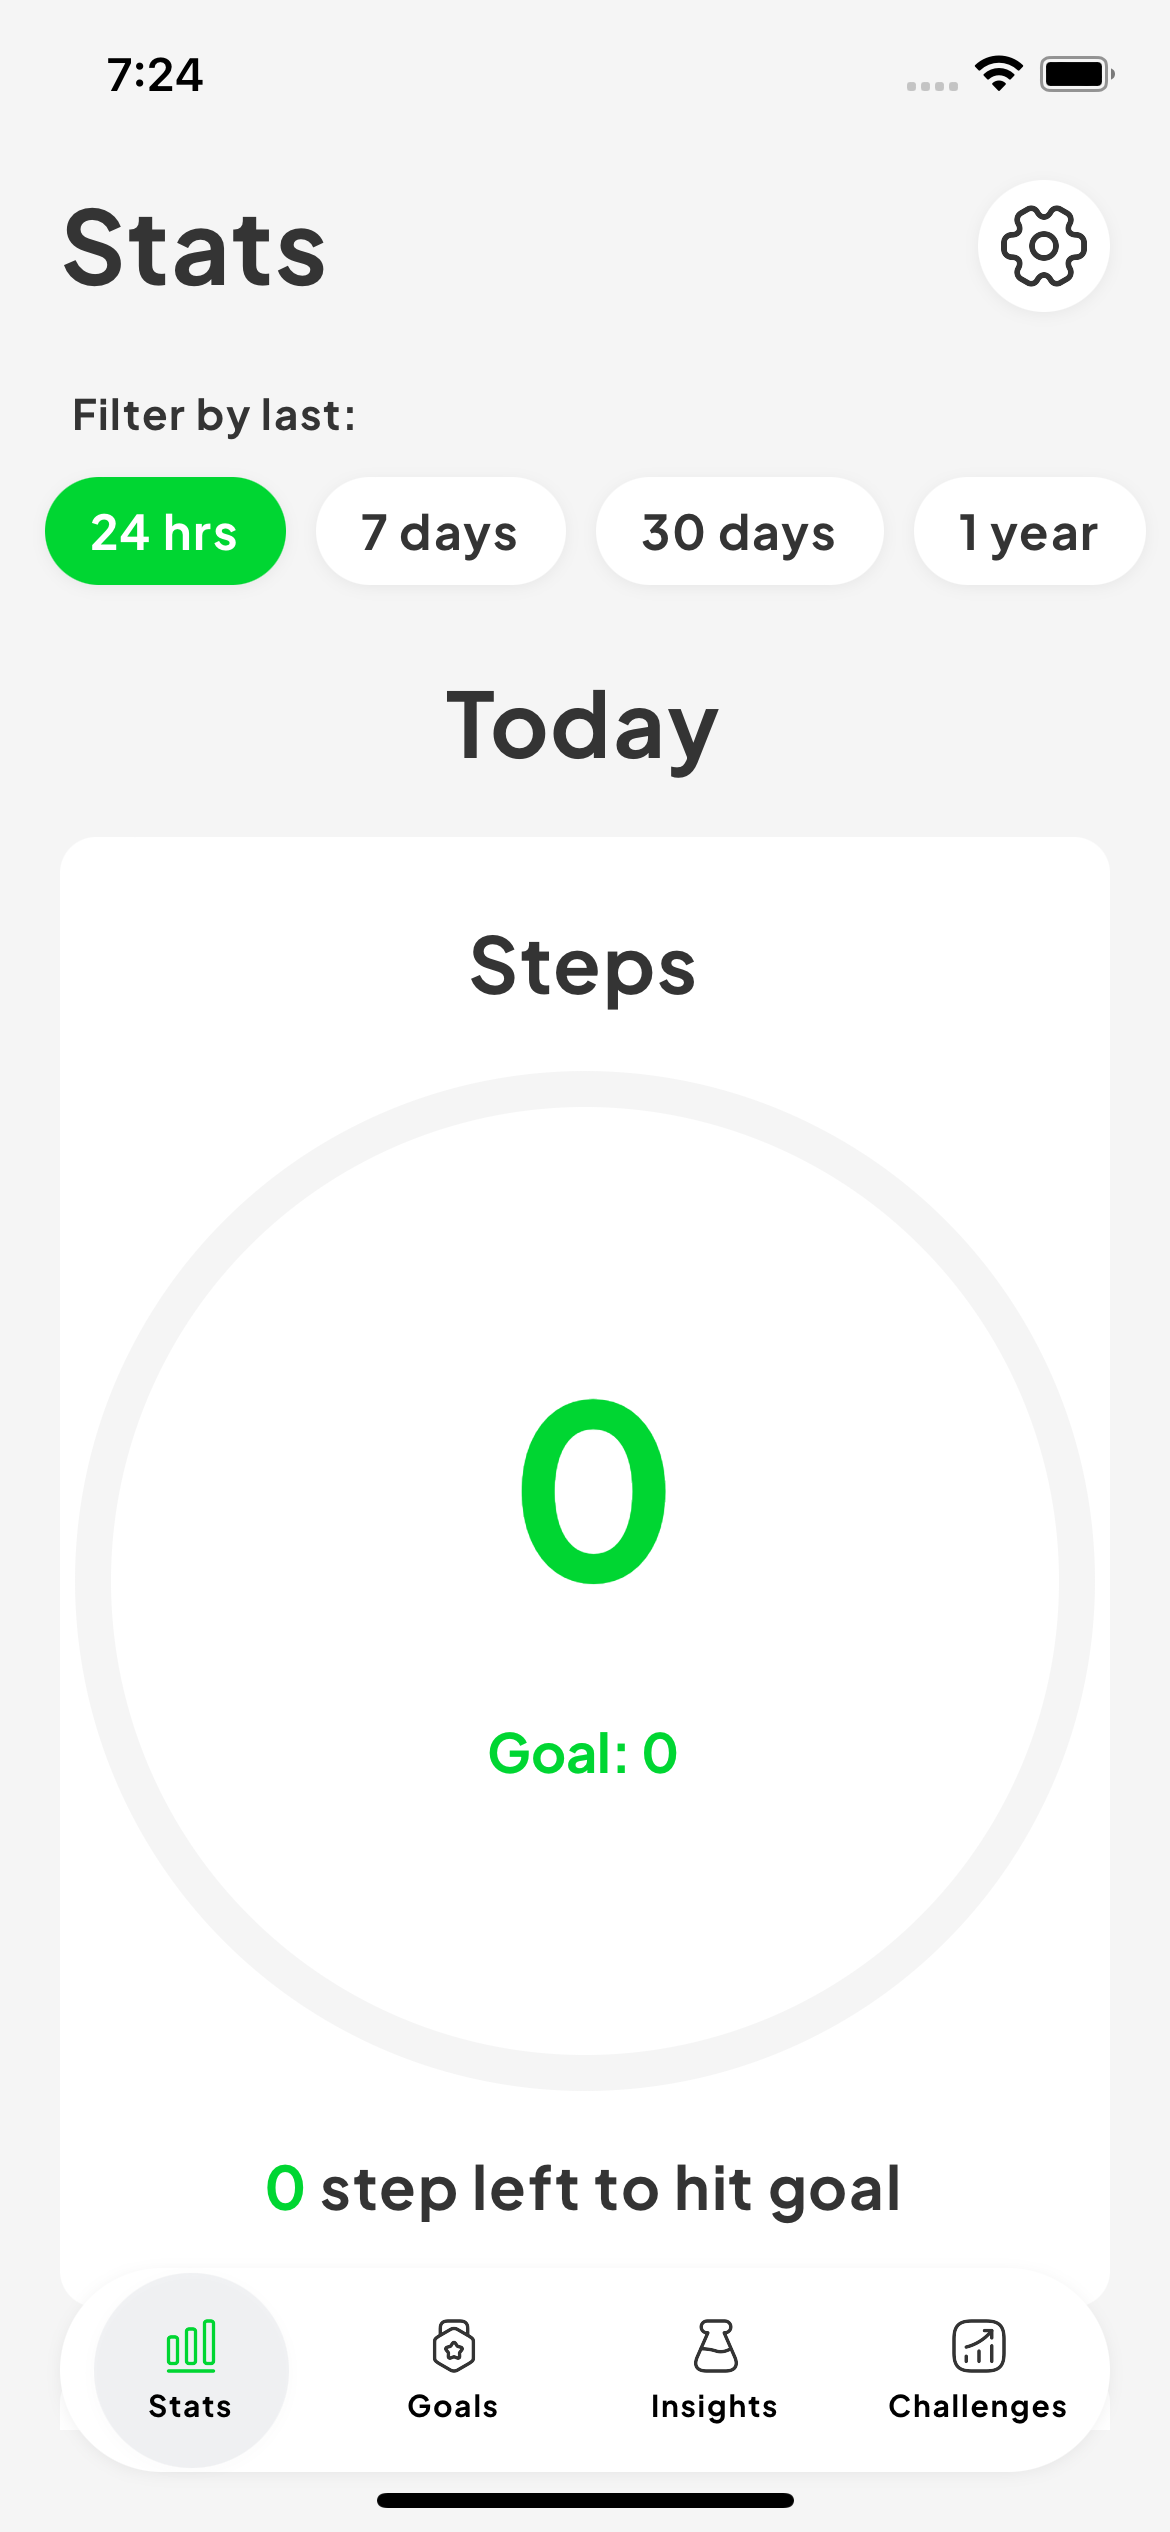 7:24
Stats
Filter by last:
24 hrs 7 days 30 days 1 year
Today
Steps
0
Goal: 0
0 step left to hit goal
Stats Goals Insights Challenges